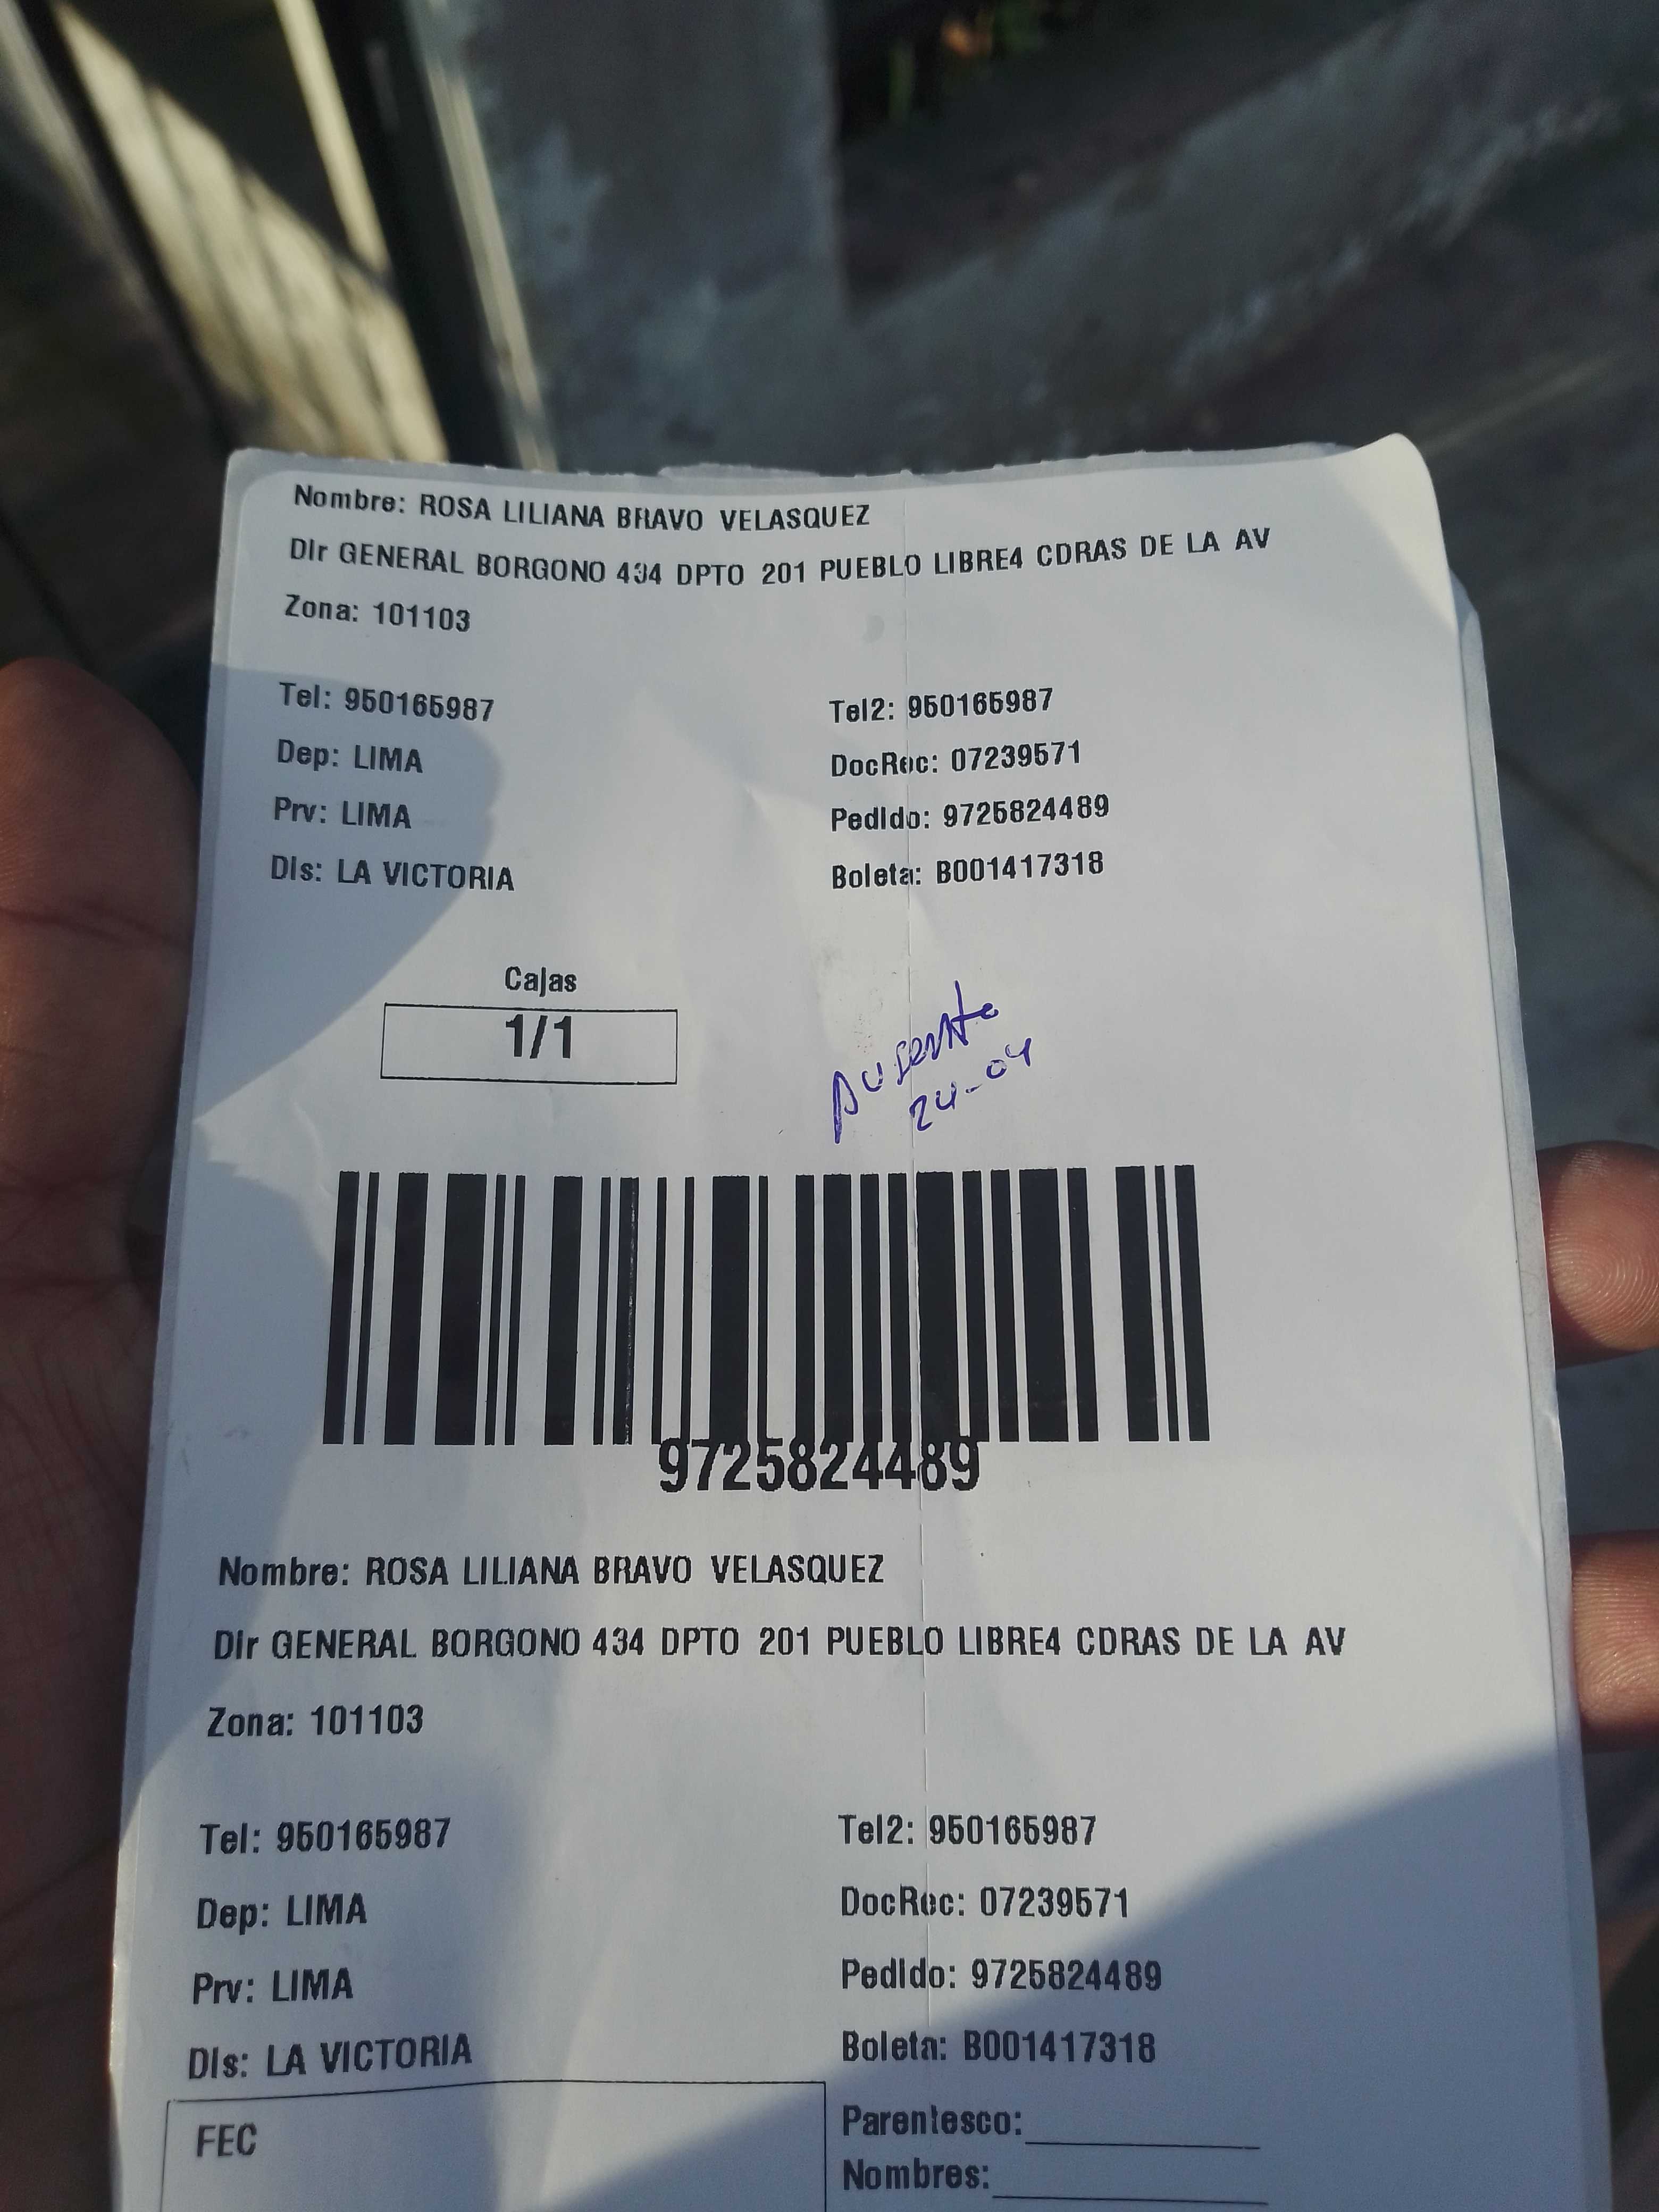 Nombre: ROSA LILIANA BRAVO VELASQUEZ
Dir GENERAL BORGONO 434 DPTO 201 PUEBLO LIBRE4 CDRAS DE LA AV
Zona: 101103
Tel: 950165987 Tel2: 950165987
Dep: LIMA DocRec: 07239571
Prv: LIMA Pedido: 9725824489
Dis: LA VICTORIA Boleta: B001417318
Cajas
1/1
Ausente
24-04
9725824489
Nombre: ROSA LILIANA BRAVO VELASQUEZ
Dir GENERAL BORGONO 434 DPTO 201 PUEBLO LIBRE4 CDRAS DE LA AV
Zona: 101103
Tel: 950165987 Tel2: 950165987
Dep: LIMA DocRec: 07239571
Prv: LIMA Pedido: 9725824489
Dis: LA VICTORIA Boleta: B001417318
FEC Parentesco:
Nombres: